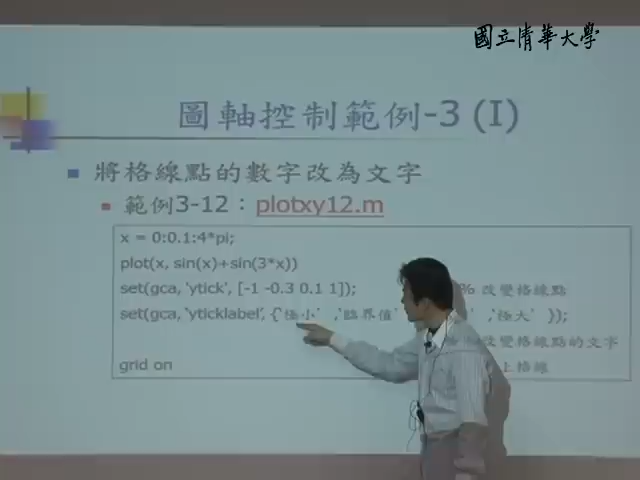 國立清華大學
圖軸控制範例-3 (I)
將格線點的數字改為文字
範例3-12：plotxy12.m
x = 0:0.1:4*pi;
plot(x, sin(x)+sin(3*x))
set(gca, 'ytick', [-1 -0.3 0.1 1]); % 改變格線點
set(gca, 'yticklabel', {'極小' ,'臨界值' ,'極大' });
改變格線點的文字
grid on 上格線